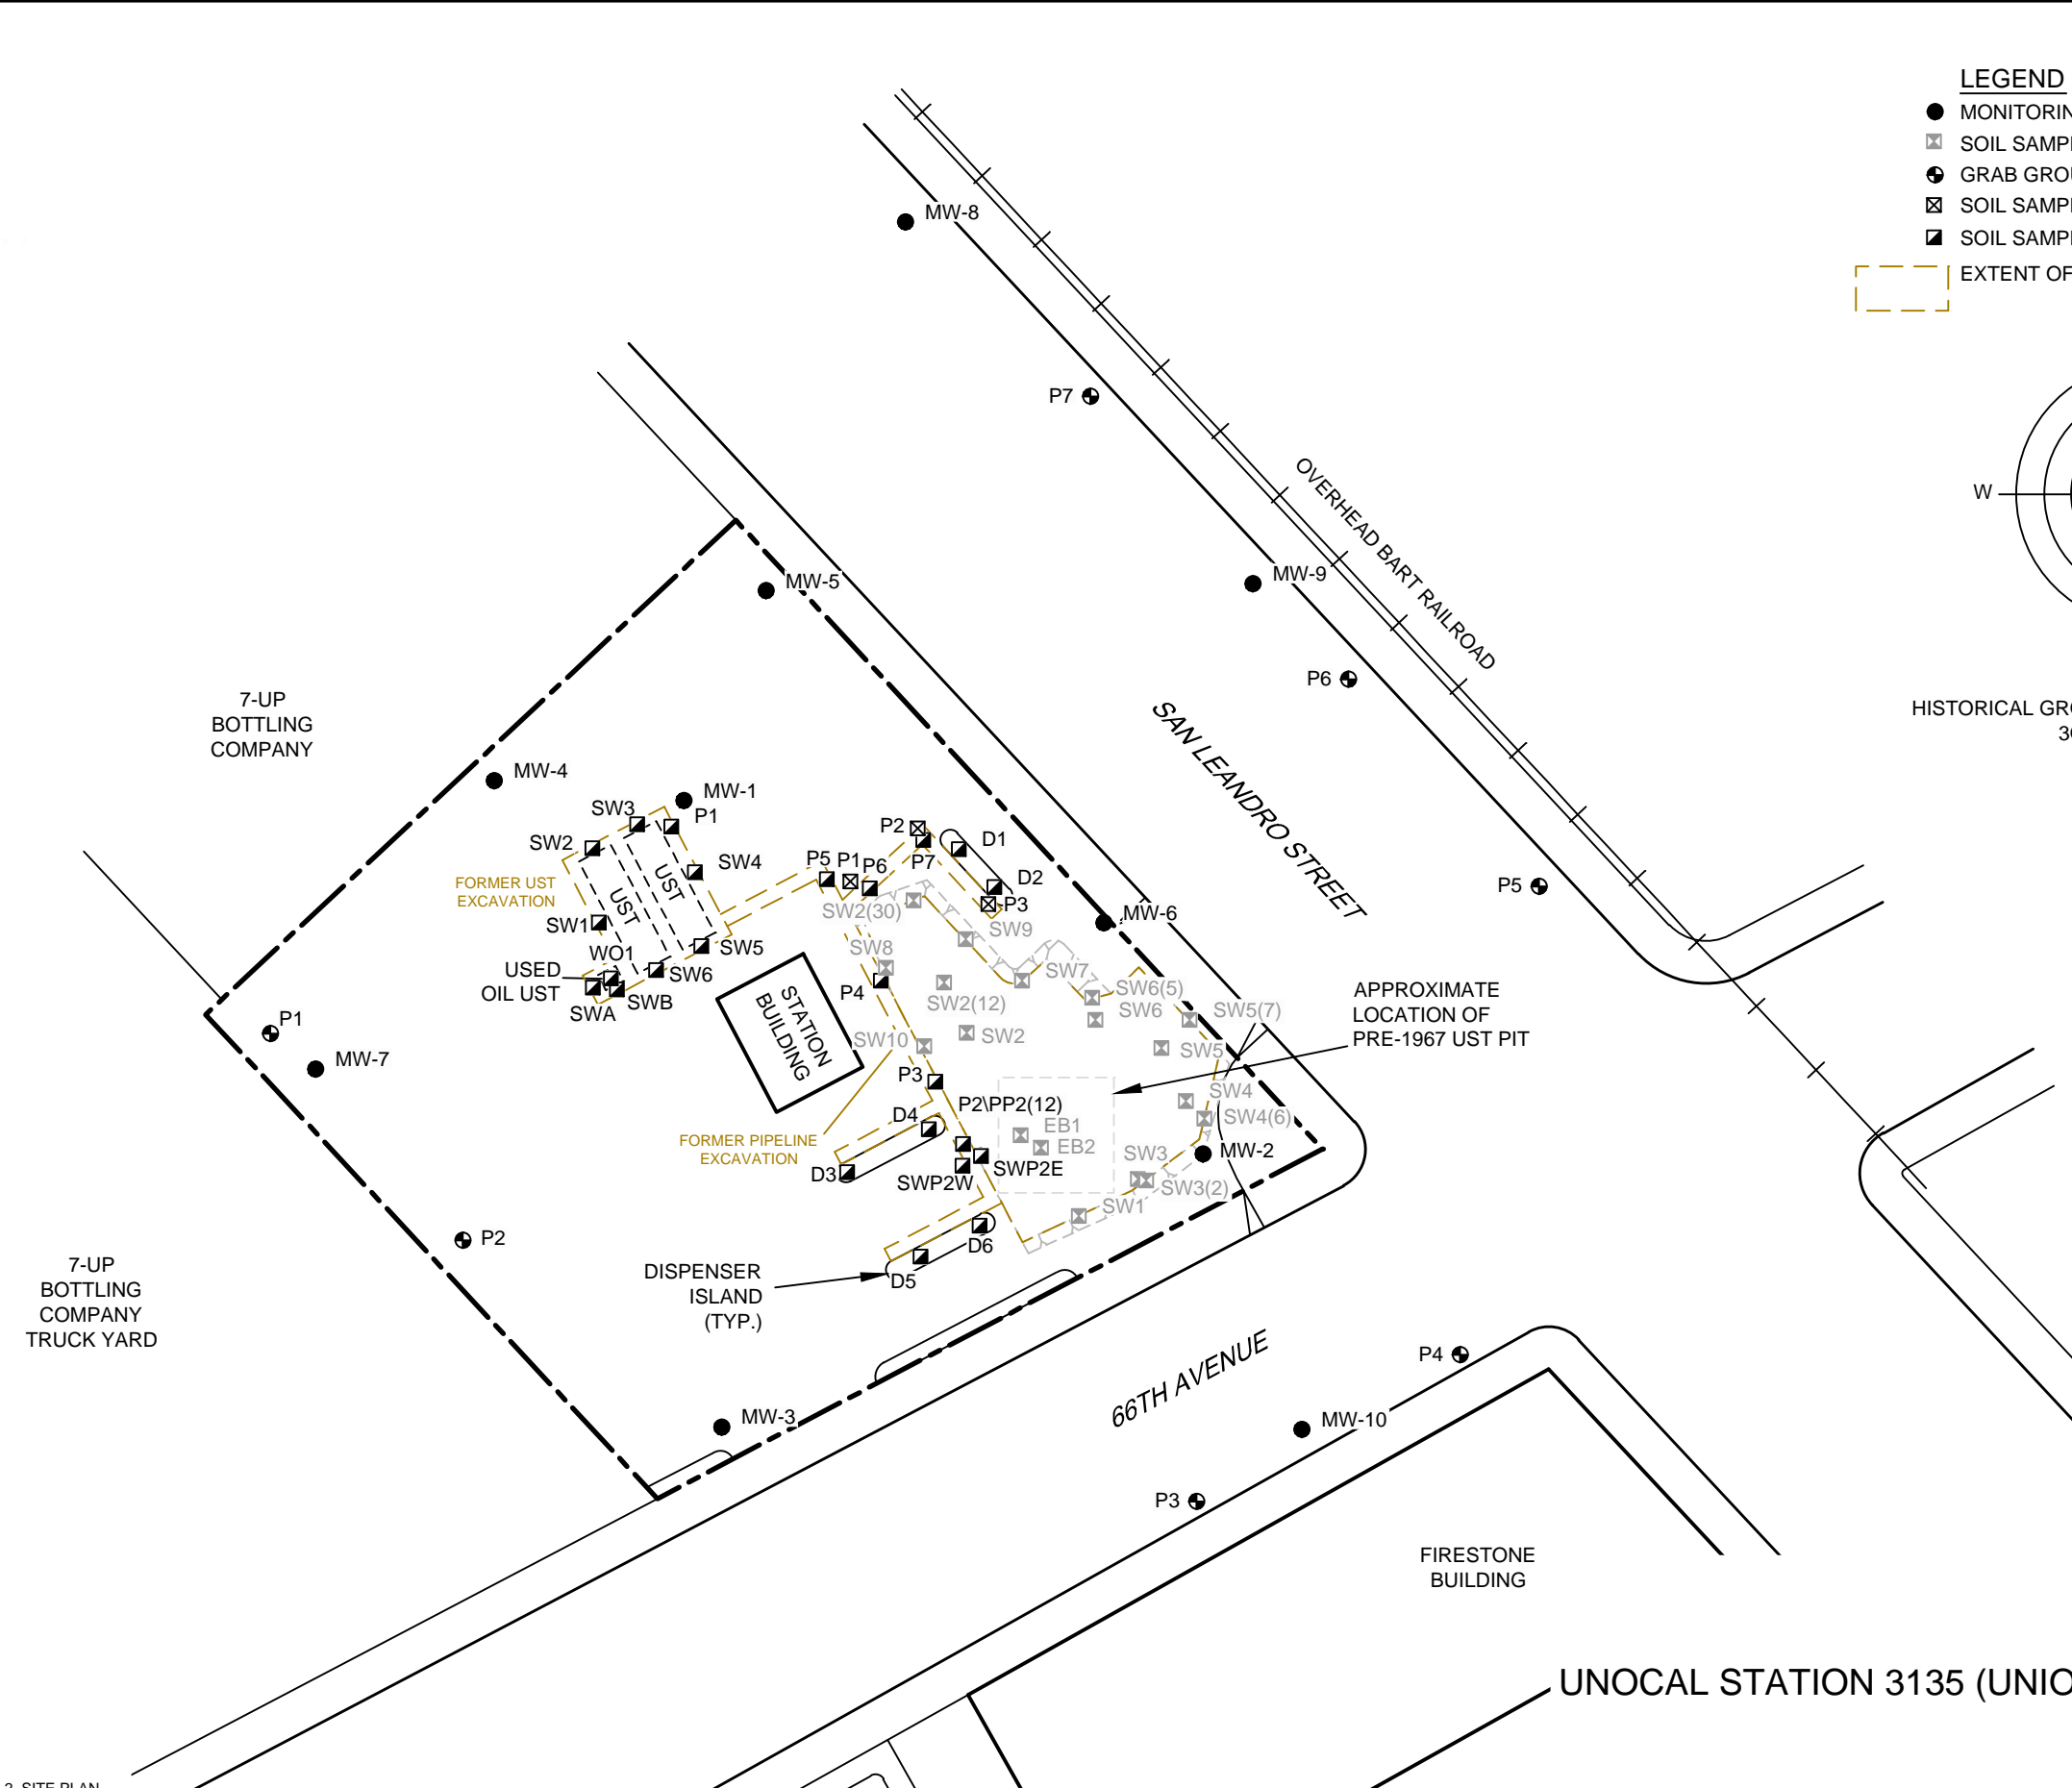 LEGEND
MONITORIN
SOIL SAMP
GRAB GRO
SOIL SAMP
SOIL SAMP
EXTENT OF
MW-8
P7
OVERHEAD BART RAILROAD
W
MW-9
MW-5
P6
HISTORICAL GR
SAN LEANDRO STREET
7-UP
BOTTLING
COMPANY
MW-4
MW-1
SW3
P1
SW2
SW4
P2
D1
P7
P5
P1
P6
D2
P3
FORMER UST
EXCAVATION
UST
UST
P5
SW2(30)
MW-6
SW1
SW9
SW5
SW8
WO1
USED
OIL UST
SW6
SWB
SWA
P4
SW7
SW6(5)
SW6
SW2(12)
SW5(7)
STATION
BUILDING
APPROXIMATE
LOCATION OF
PRE-1967 UST PIT
P1
SW10
SW2
SW5
MW-7
P3
SW4
D4
P2\PP2(12)
SW4(6)
EB1
EB2
FORMER PIPELINE
EXCAVATION
SW3
MW-2
D3
SWP2W
SWP2E
SW3(2)
SW1
P2
D6
D5
DISPENSER
ISLAND
(TYP.)
7-UP
BOTTLING
COMPANY
TRUCK YARD
66TH AVENUE
P4
MW-3
MW-10
P3
FIRESTONE
BUILDING
UNOCAL STATION 3135 (UNIO
2 SITE PLAN